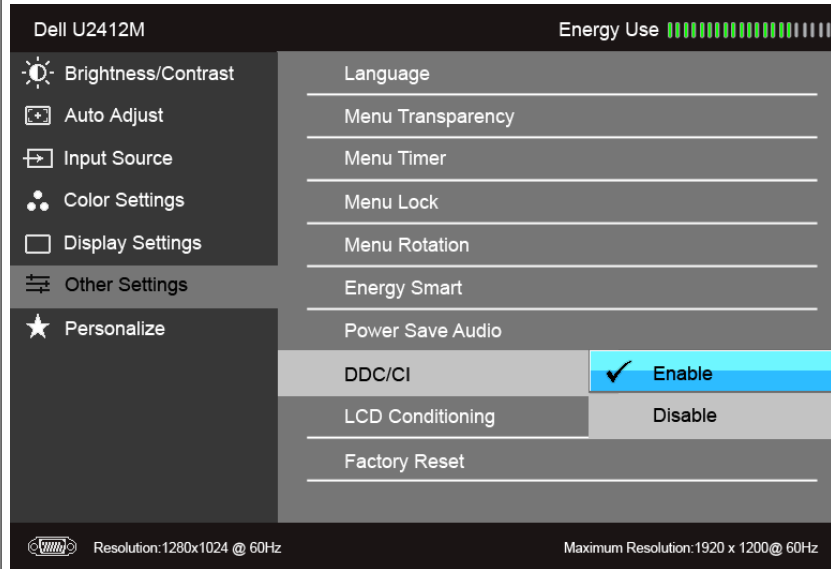 Dell U2412M Energy Use
Brightness/Contrast Language
Auto Adjust Menu Transparency
Input Source Menu Timer
Color Settings Menu Lock
Display Settings Menu Rotation
Other Settings Energy Smart
Personalize Power Save Audio
DDC/CI Enable
LCD Conditioning Disable
Factory Reset
Resolution:1280x1024 @ 60Hz Maximum Resolution:1920 x 1200@ 60Hz